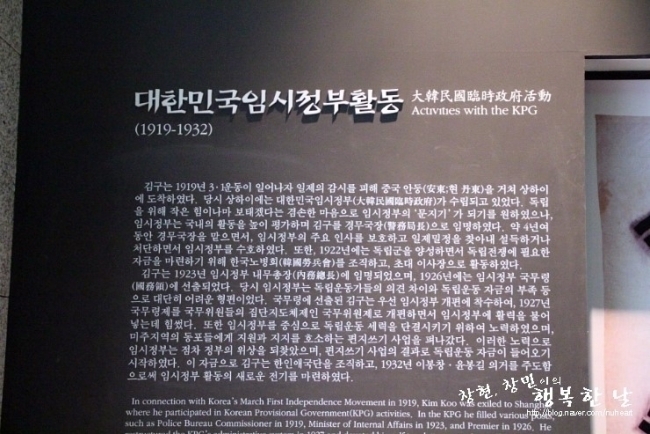 대한민국임시정부활동 大韓民國臨時政府活動
Activities with the KPG
(1919-1932)
김구는 1919년 3·1운동이 일어나자 일제의 감시를 피해 중국 안동(安東;현 丹東)을 거쳐 상하이
에 도착하였다. 당시 상하이에는 대한민국임시정부(大韓民國臨時政府)가 수립되고 있었다. 독립
을 위해 작은 힘이나마 보태겠다는 겸손한 마음으로 임시정부의 '문지기'가 되기를 원하였으나,
임시정부는 국내의 활동을 높이 평가하며 김구를 경무국장(警務局長)으로 임명하였다. 약 4년여
동안 경무국장을 맡으면서, 임시정부의 주요 인사를 보호하고 일제밀정을 찾아내 설득하거나
처단하면서 임시정부를 수호하였다. 또한, 1922년에는 독립군을 양성하면서 독립전쟁에 필요한
자금을 마련하기 위해 한국노병회(韓國勞兵會)를 조직하고, 초대 이사장으로 활동하였다.
김구는 1923년 임시정부 내무총장(內務總長)에 임명되었으며, 1926년에는 임시정부 국무령
(國務領)에 선출되었다. 당시 임시정부는 독립운동가들의 의견 차이와 독립운동 자금의 부족 등
으로 대단히 어려운 형편이었다. 국무령에 선출된 김구는 우선 임시정부 개편에 착수하여, 1927년
국무령제를 국무위원들의 집단지도체제인 국무위원제로 개편하면서 임시정부에 활력을 불어
넣는데 힘썼다. 또한 임시정부를 중심으로 독립운동 세력을 단결시키기 위하여 노력하였으며,
미주지역의 동포들에게 지원과 지지를 호소하는 편지쓰기 사업을 펴나갔다. 이러한 노력으로
임시정부는 점차 정부의 위상을 되찾았으며, 편지쓰기 사업의 결과로 독립운동 자금이 들어오기
시작하였다. 이 자금으로 김구는 한인애국단을 조직하고, 1932년 이봉창·윤봉길 의거를 주도함
으로써 임시정부 활동의 새로운 전기를 마련하였다.
In connection with Korea's March First Independence Movement in 1919, Kim Koo was exiled to Shanghai
where he participated in Korean Provisional Government(KPG) activities. In the KPG he filled various
such as Police Bureau Commissioner in 1919, Minister of Internal Affairs in 1923, and Premier in 1926. He
창현, 창민이의
행복한 날
http://blog.naver.com/